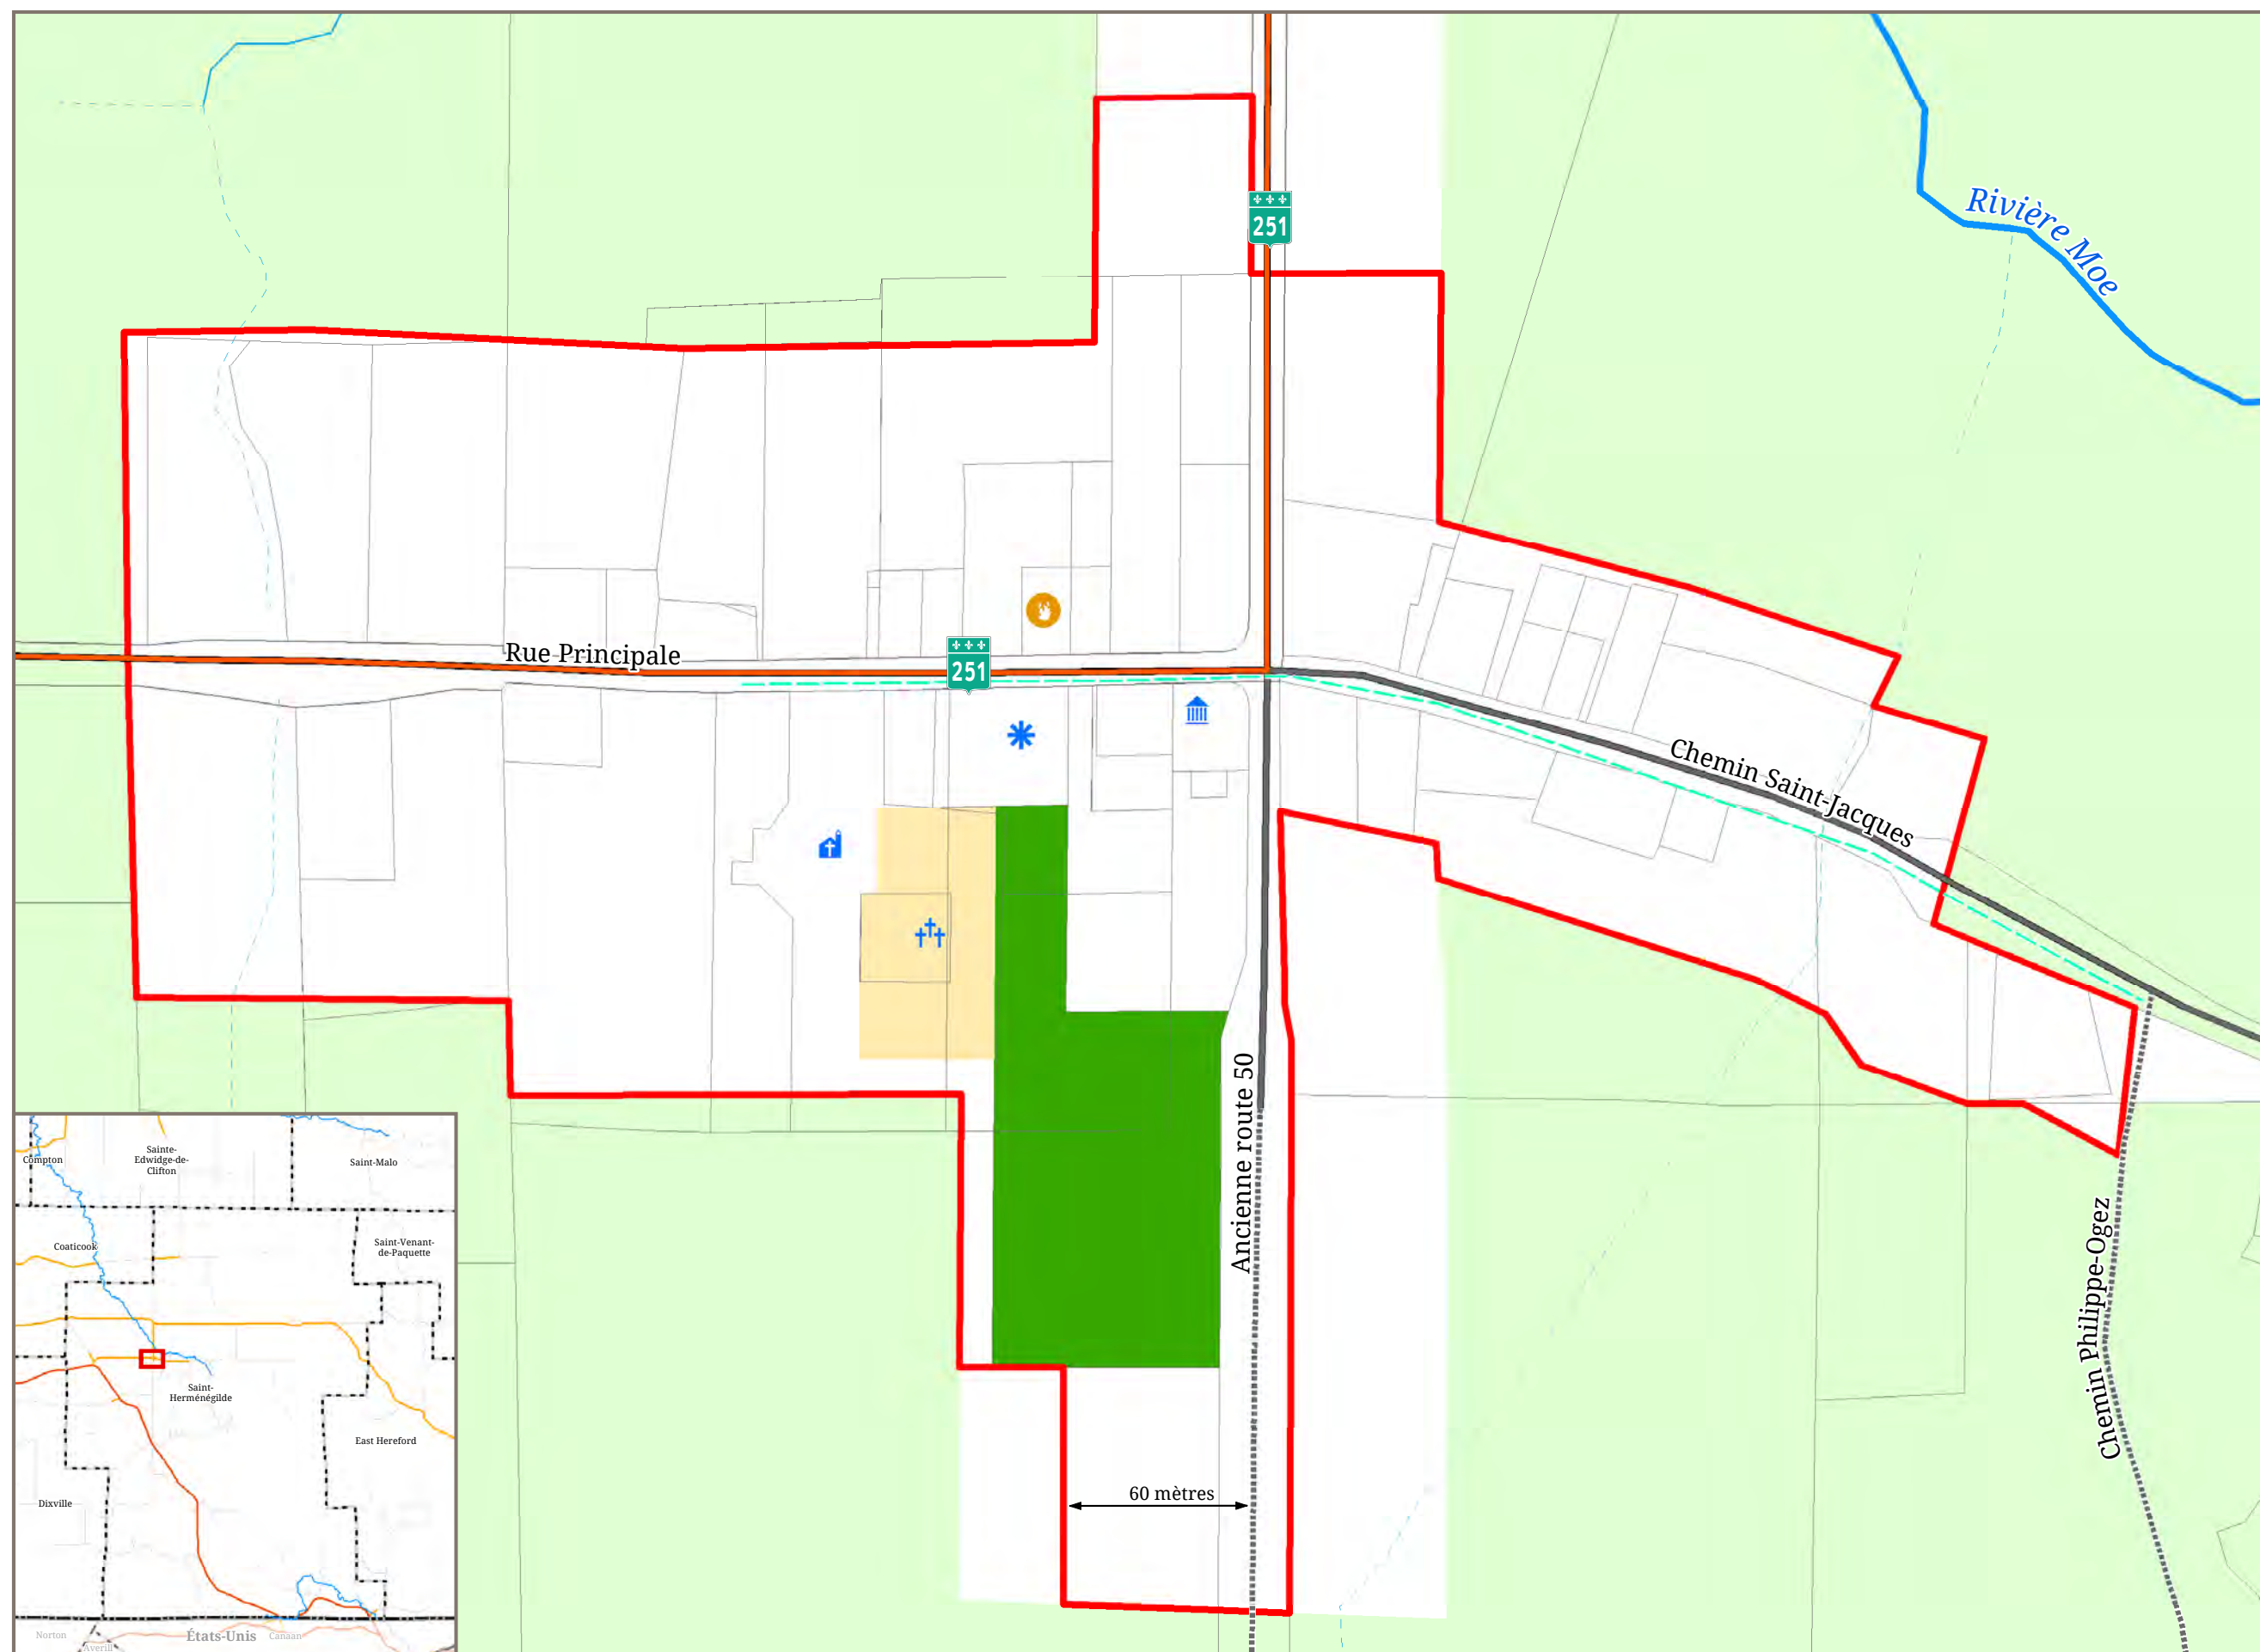 251
Rivière Moe
Rue Principale
251
Chemin Saint-Jacques
Ancienne route 50
Chemin Philippe-Ogez
60 mètres
Compton
Sainte-
Edwidge-de-
Clifton
Saint-Malo
Coaticook
Saint-Venant-
de-Paquette
Saint-
Herménégilde
East Hereford
Dixville
Norton
États-Unis
Canaan
Averill